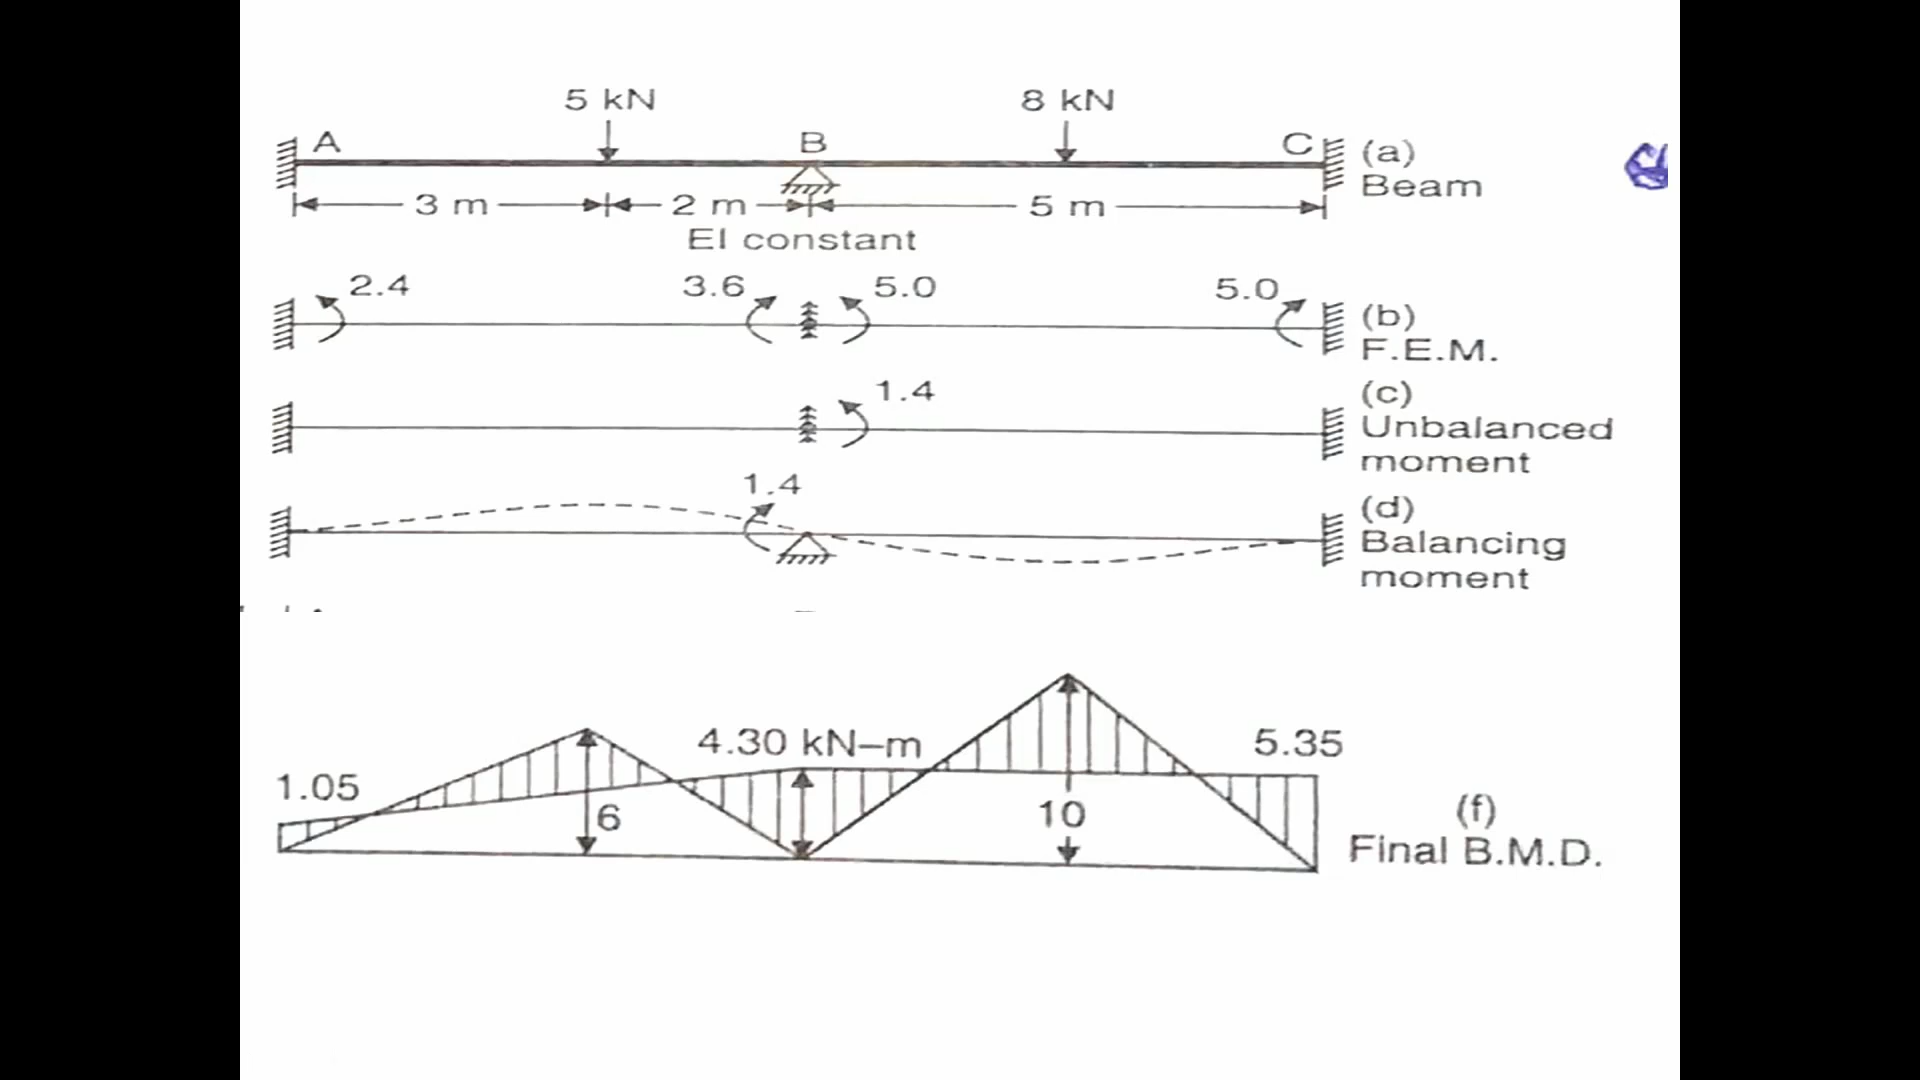 5 kN 8 kN
A B C (a)
Beam
3 m 2 m 5 m
EI constant
2.4 3.6 5.0 5.0 (b)
F.E.M.
1.4 (c)
Unbalanced
moment
1.4 (d)
Balancing
moment
4.30 kN–m 5.35
1.05
6 10 (f)
Final B.M.D.